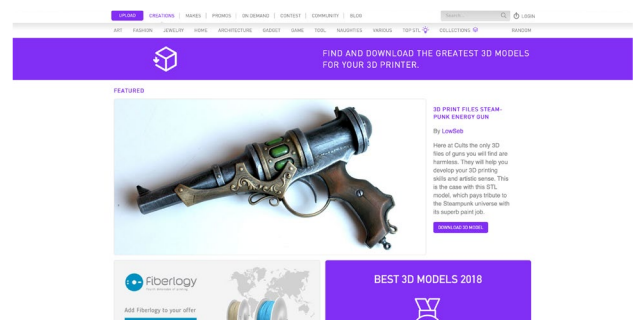 UPLOAD CREATIONS | MAKES | PROMOS | ON DEMAND | CONTEST | COMMUNITY | BLOG Search... LOGIN
ART FASHION JEWELRY HOME ARCHITECTURE GADGET GAME TOOL NAUGHTIES VARIOUS TOP STL COLLECTIONS RANDOM
FIND AND DOWNLOAD THE GREATEST 3D MODELS
FOR YOUR 3D PRINTER.
FEATURED
3D PRINT FILES STEAM-
PUNK ENERGY GUN
By LowSeb
Here at Cults the only 3D
files of guns you will find are
harmless. They will help you
develop your 3D printing
skills and artistic sense. This
is the case with this STL
model, which pays tribute to
the Steampunk universe with
its superb paint job.
DOWNLOAD 3D MODEL
Fiberlogy
Add Fiberlogy to your offer
BEST 3D MODELS 2018